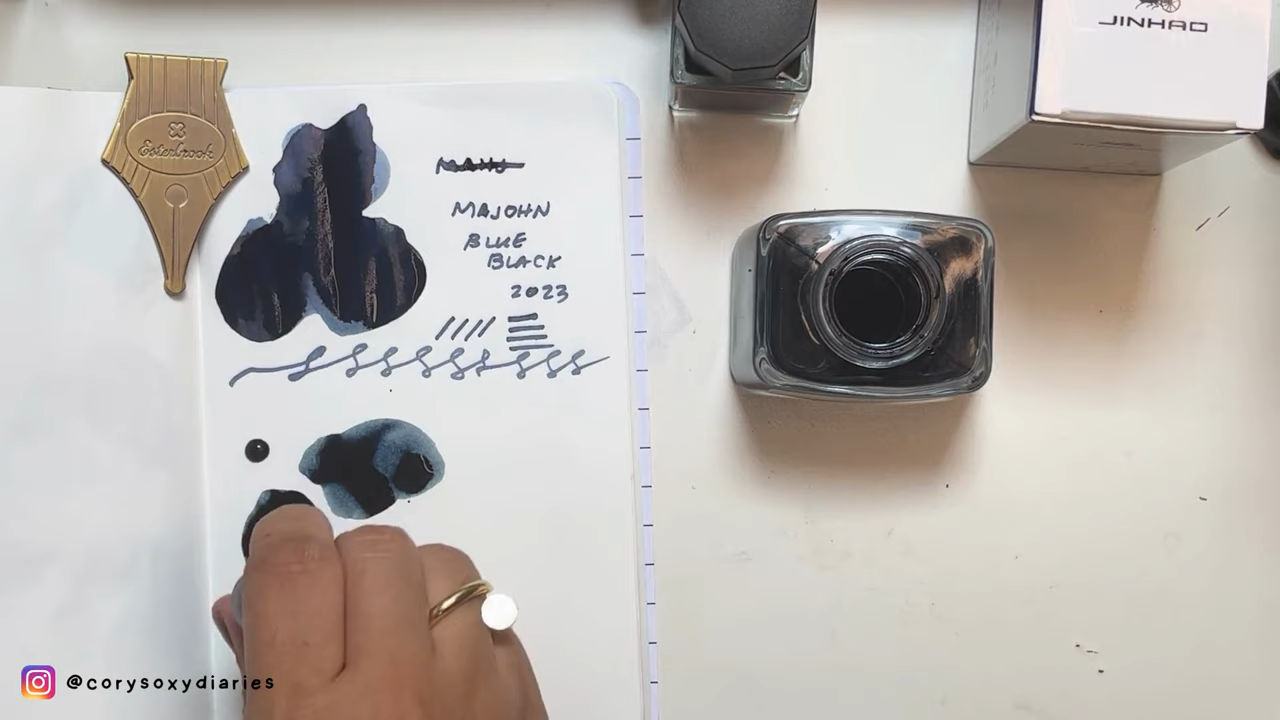 JINHAO
Esterbrook
MAJOHN
BLUE
BLACK
2023
@corysoxydiaries